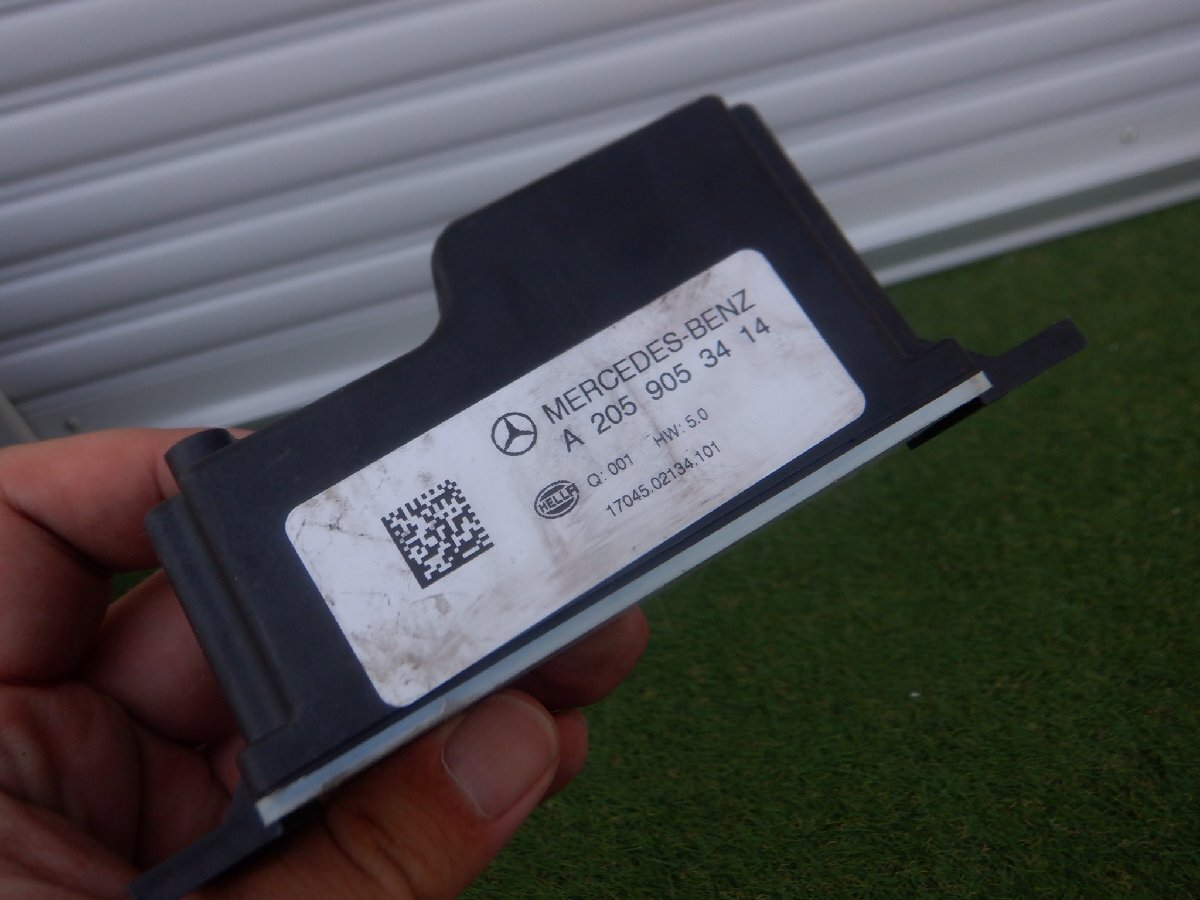 MERCEDES-BENZ
A 205 905 34 14
HELLA Q: 001 HW: 5.0
17045.02134.101